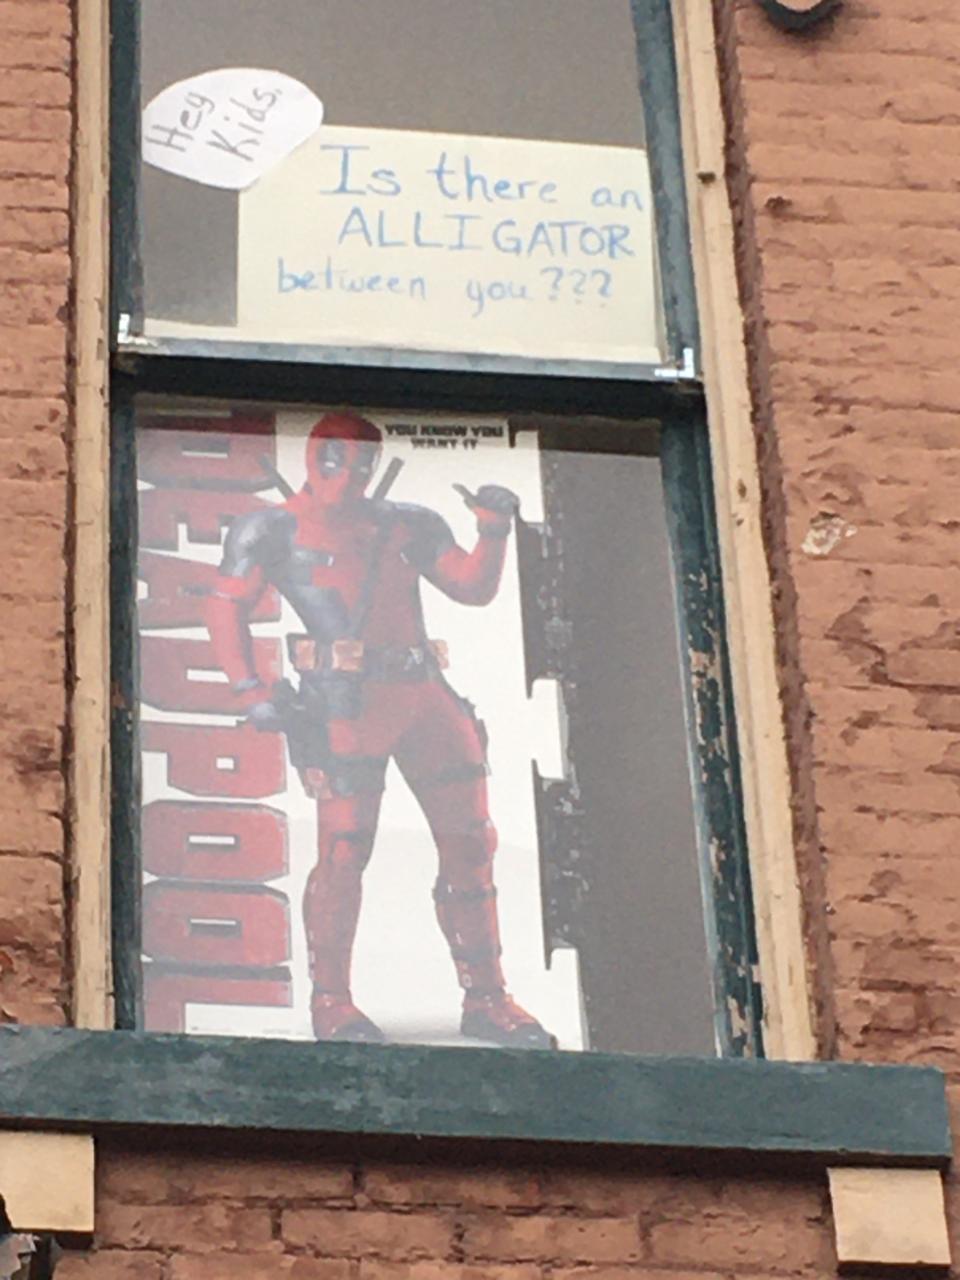 Hey
Kids,
Is there an
ALLIGATOR
between you???
DEADPOOL
YOU KNOW YOU
WANT IT